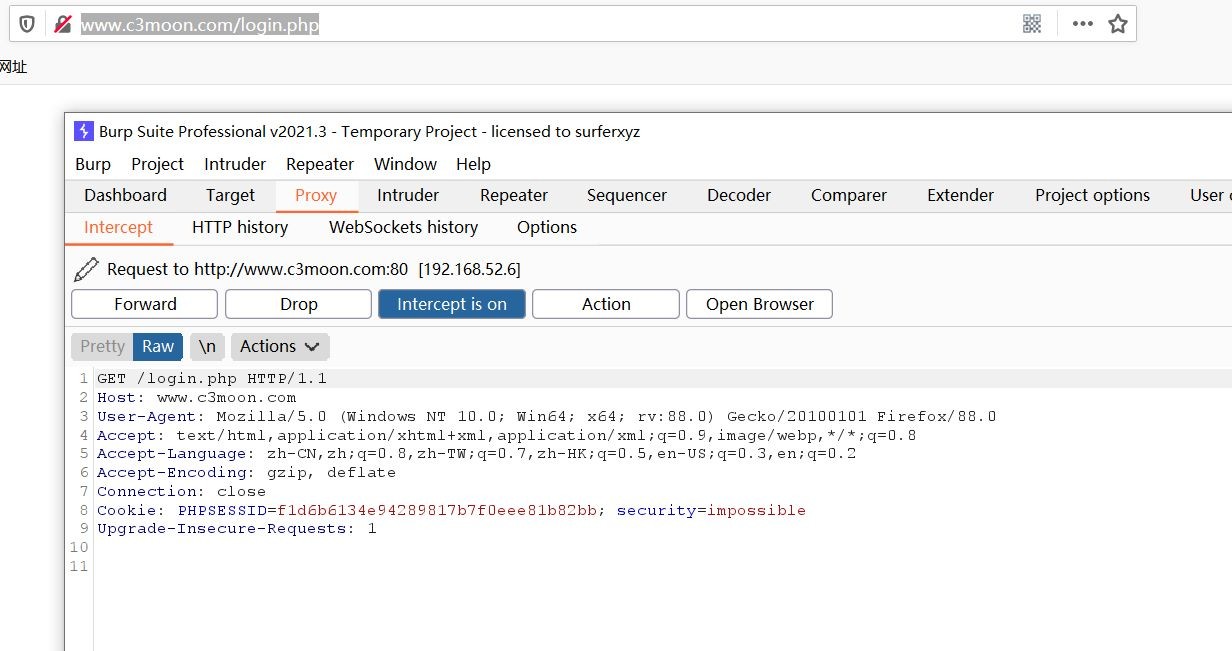 www.c3moon.com/login.php
网址
Burp Suite Professional v2021.3 - Temporary Project - licensed to surferxyz
Burp Project Intruder Repeater Window Help
Dashboard Target Proxy Intruder Repeater Sequencer Decoder Comparer Extender Project options User
Intercept HTTP history WebSockets history Options
Request to http://www.c3moon.com:80 [192.168.52.6]
Forward Drop Intercept is on Action Open Browser
Pretty Raw \n Actions
1 GET /login.php HTTP/1.1
2 Host: www.c3moon.com
3 User-Agent: Mozilla/5.0 (Windows NT 10.0; Win64; x64; rv:88.0) Gecko/20100101 Firefox/88.0
4 Accept: text/html,application/xhtml+xml,application/xml;q=0.9,image/webp,*/*;q=0.8
5 Accept-Language: zh-CN,zh;q=0.8,zh-TW;q=0.7,zh-HK;q=0.5,en-US;q=0.3,en;q=0.2
6 Accept-Encoding: gzip, deflate
7 Connection: close
8 Cookie: PHPSESSID=f1d6b6134e94289817b7f0eee81b82bb; security=impossible
9 Upgrade-Insecure-Requests: 1
10
11